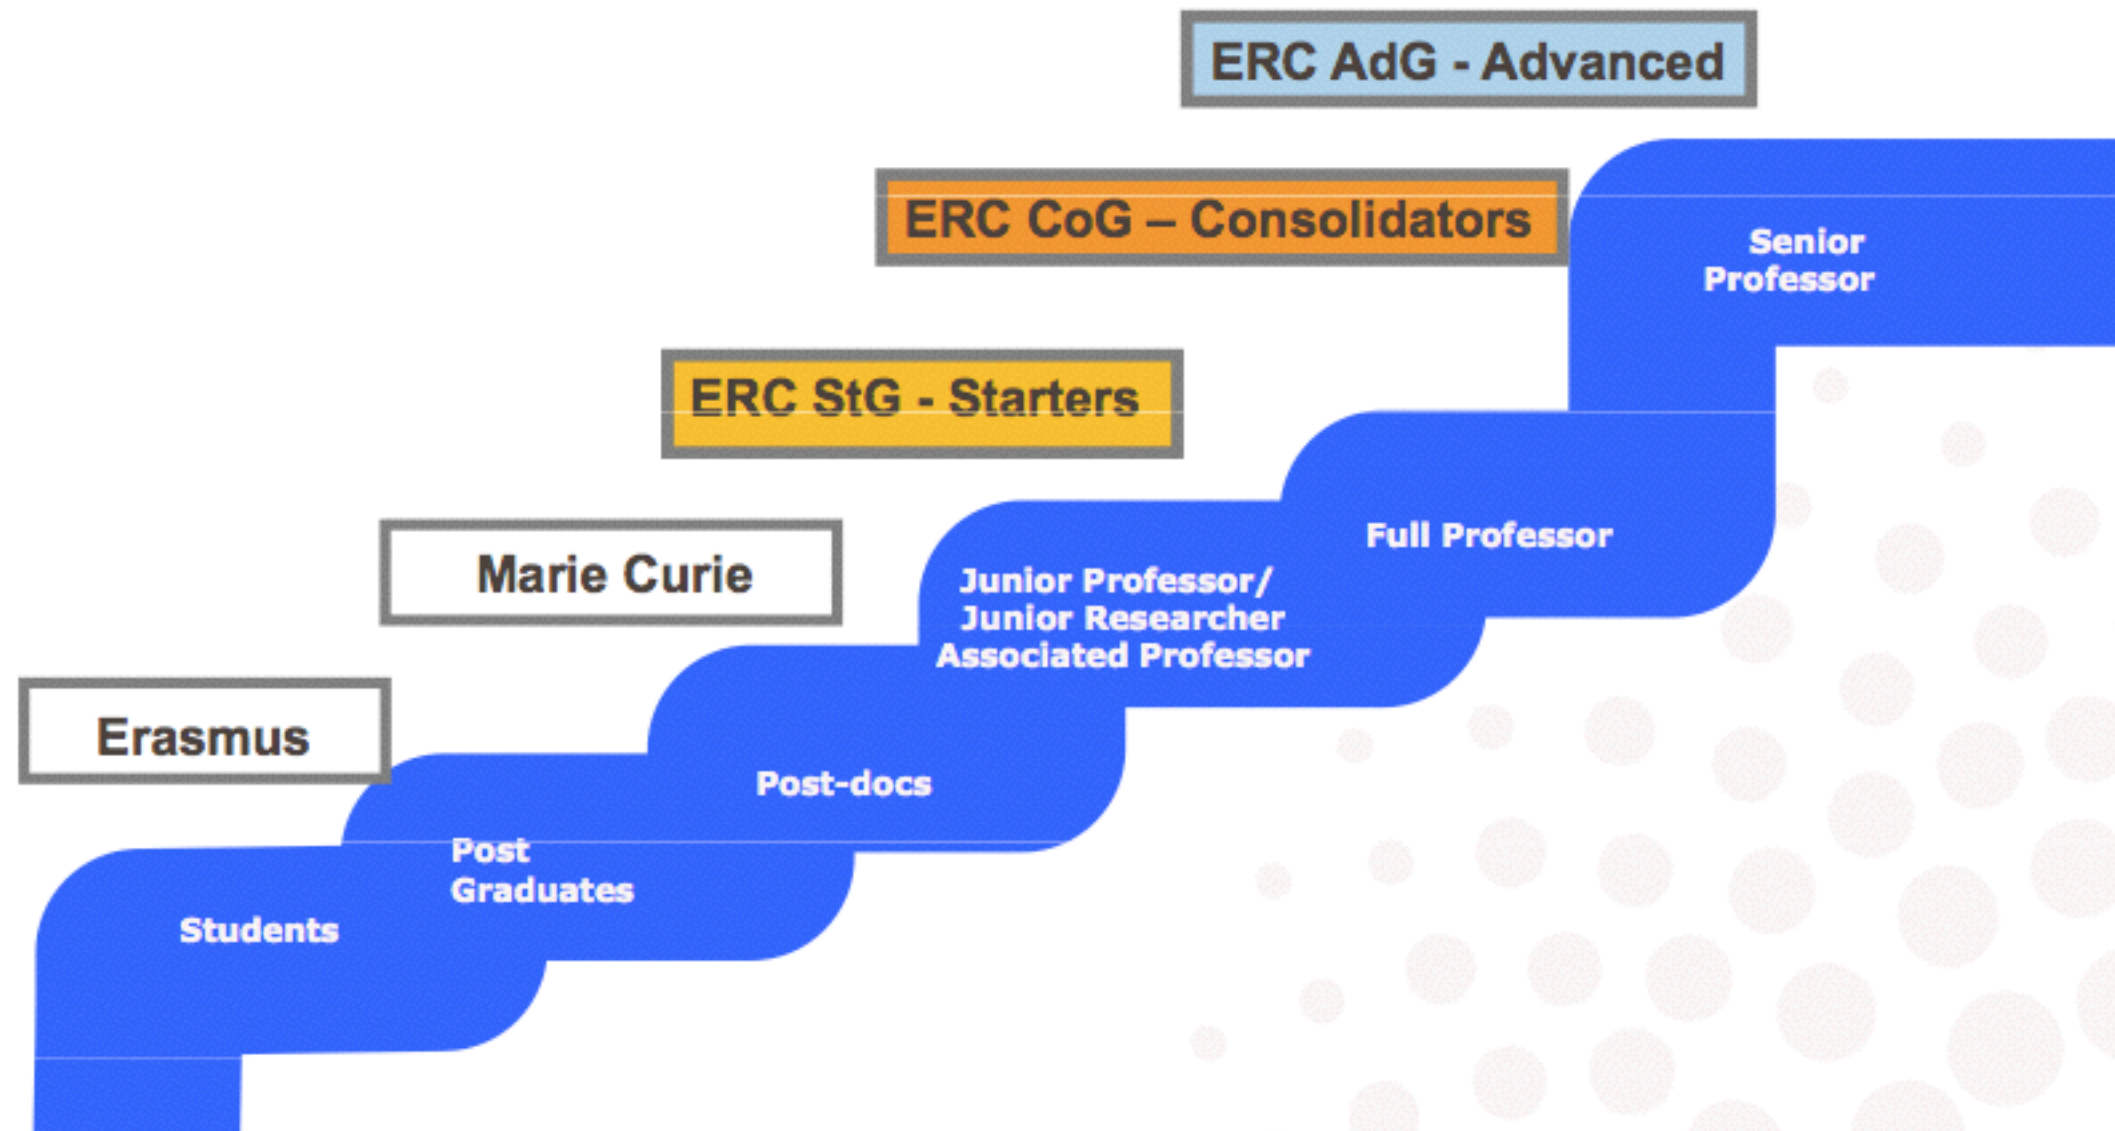 ERC AdG - Advanced
ERC CoG – Consolidators
Senior
Professor
ERC StG - Starters
Full Professor
Marie Curie
Junior Professor/
Junior Researcher
Associated Professor
Erasmus
Post-docs
Post
Graduates
Students